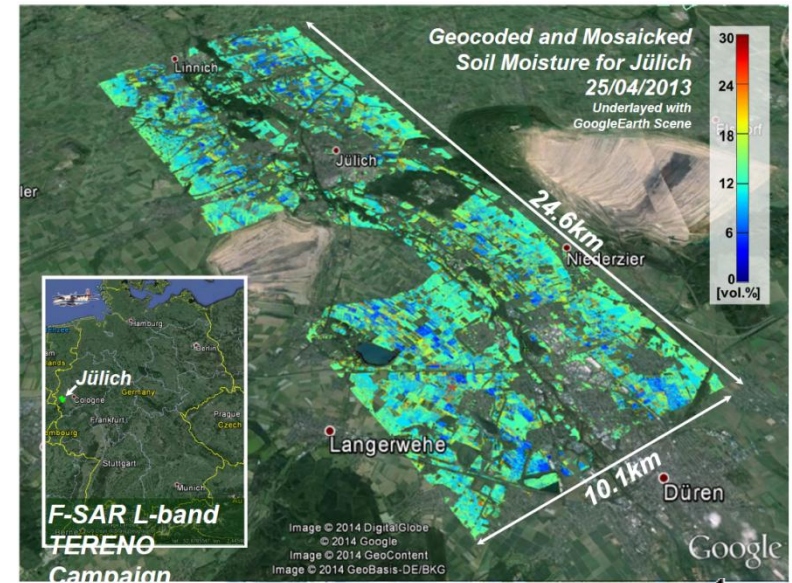 Geocoded and Mosaicked
Soil Moisture for Jülich
25/04/2013
Underlayed with
GoogleEarth Scene
30
24
18
12
6
0
[vol.%]
Linnich
Jülich
ler
24.6km
Niederzier
Langerwehe
10.1km
Düren
Hamburg
Berlin
lands
Jülich
Cologne
Germany
Prague
Frankfurt
Czech
Stuttgart
Munich
F-SAR L-band
TERENO
Campaign
Image © 2014 DigitalGlobe
© 2014 Google
Image © 2014 GeoContent
Image © 2014 GeoBasis-DE/BKG
Google